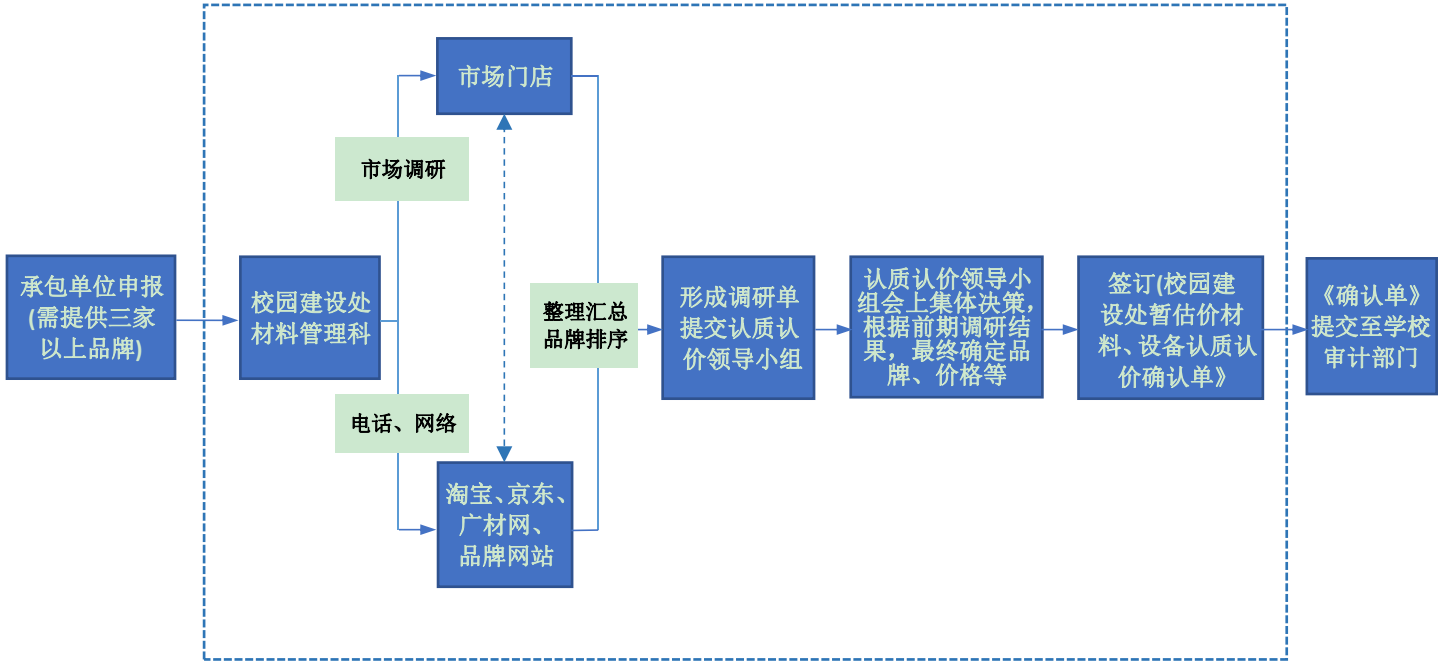 承包单位申报
(需提供三家
以上品牌)
校园建设处
材料管理科
市场调研
电话、网络
市场门店
淘宝、京东、
广材网、
品牌网站
整理汇总
品牌排序
形成调研单
提交认质认
价领导小组
认质认价领导小
组会上集体决策，
根据前期调研结
果，最终确定品
牌、价格等
签订(校园建
设处暂估价材
料、设备认质认
价确认单》
《确认单》
提交至学校
审计部门